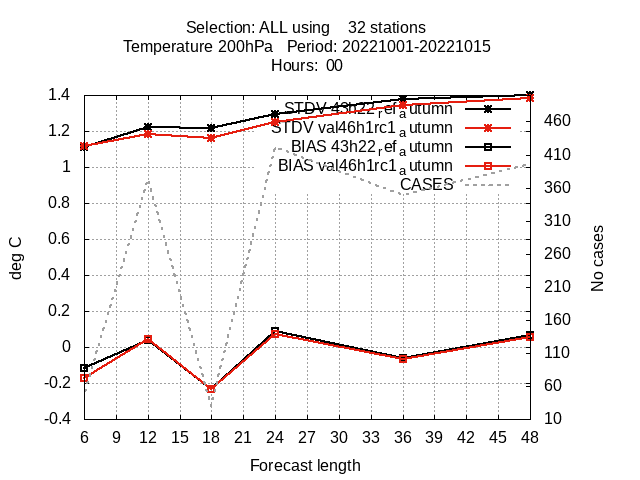 Selection: ALL using    32 stations
Temperature 200hPa   Period: 20221001-20221015
Hours: 00
STDV 43h22_ref_autumn
STDV val46h1rc1_autumn
BIAS 43h22_ref_autumn
BIAS val46h1rc1_autumn
CASES
1.4
1.2
1
0.8
0.6
0.4
0.2
0
-0.2
-0.4
deg C
460
410
360
310
260
210
160
110
60
10
No cases
6 9 12 15 18 21 24 27 30 33 36 39 42 45 48
Forecast length